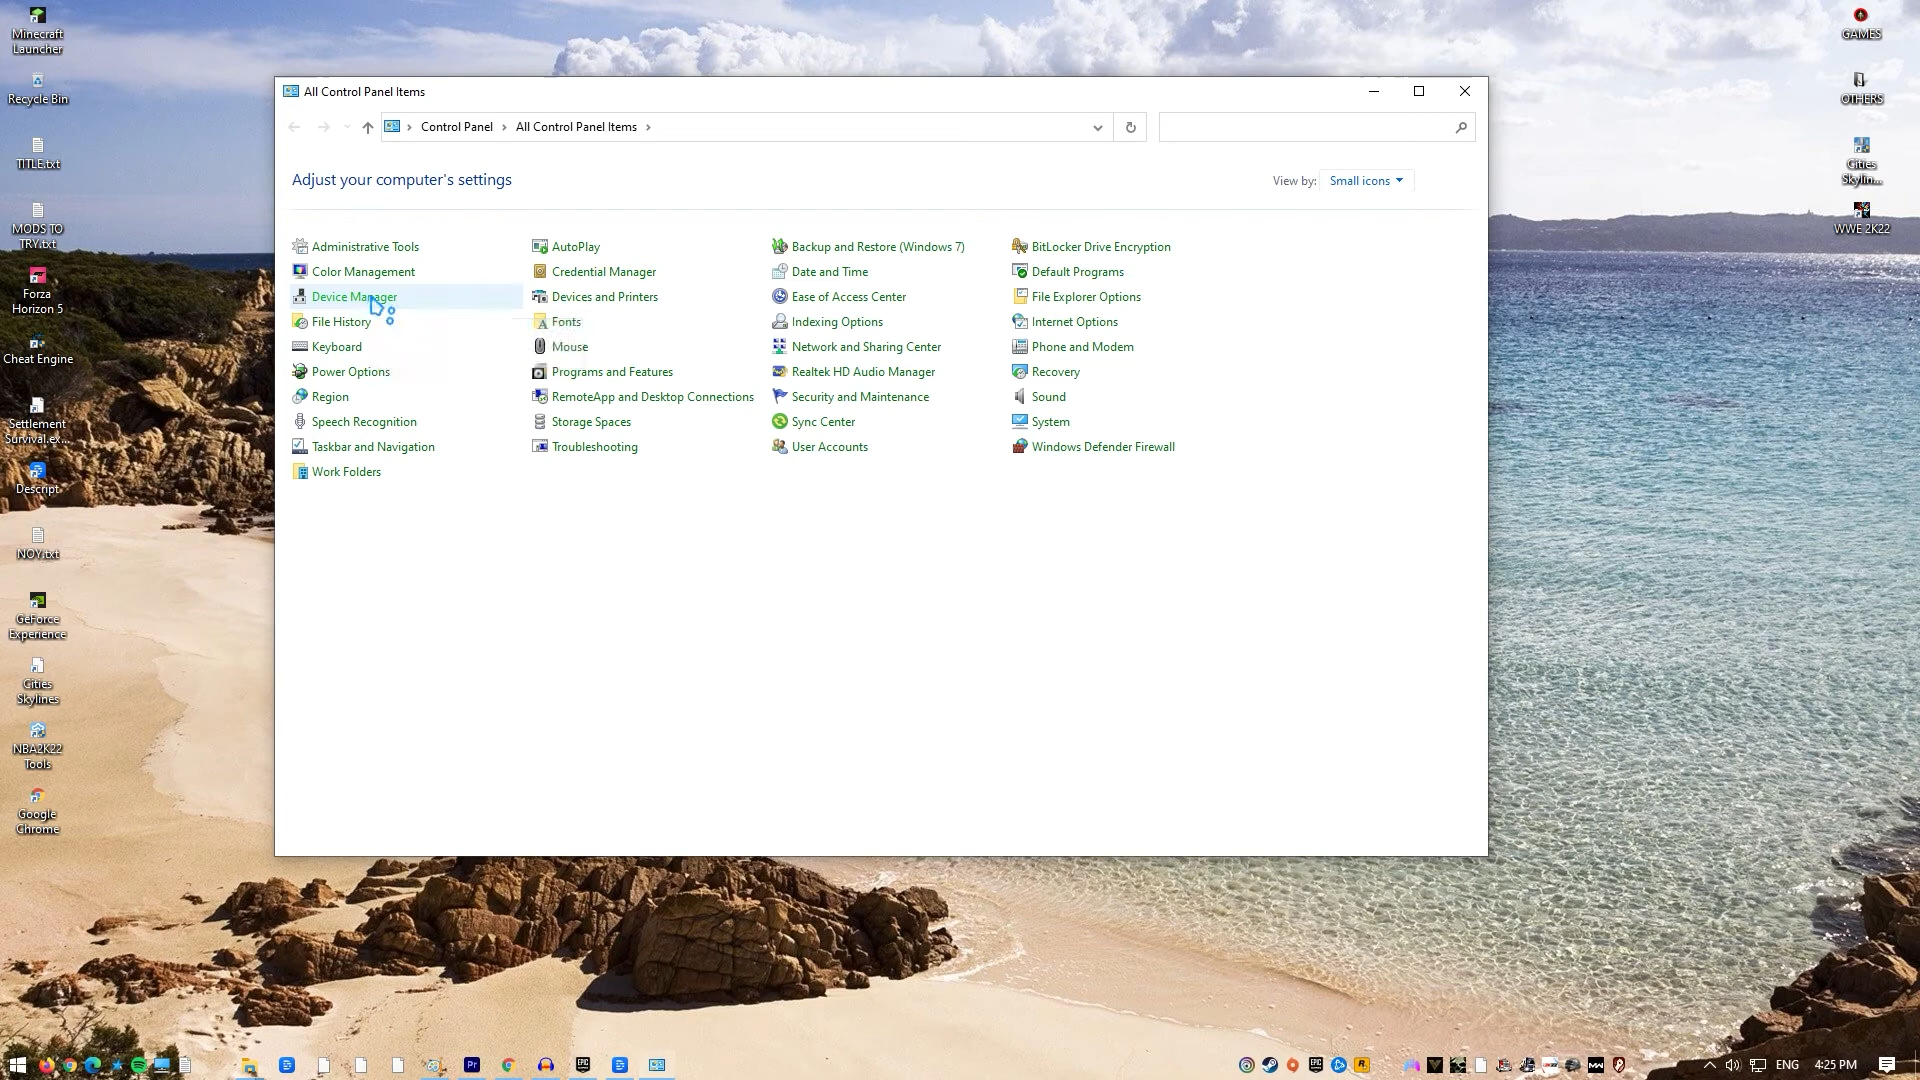 Minecraft
Launcher
Recycle Bin
TITLE.txt
MODS TO
TRY.txt
Forza
Horizon 5
Cheat Engine
Settlement
Survival.ex...
Descript
NOY.txt
GeForce
Experience
Cities
Skylines
NBA2K22
Tools
Google
Chrome
All Control Panel Items
Control Panel
All Control Panel Items
Adjust your computer's settings
View by: Small icons
Administrative Tools
AutoPlay
Backup and Restore (Windows 7)
BitLocker Drive Encryption
Color Management
Credential Manager
Date and Time
Default Programs
Device Manager
Devices and Printers
Ease of Access Center
File Explorer Options
File History
Fonts
Indexing Options
Internet Options
Keyboard
Mouse
Network and Sharing Center
Phone and Modem
Power Options
Programs and Features
Realtek HD Audio Manager
Recovery
Region
RemoteApp and Desktop Connections
Security and Maintenance
Sound
Speech Recognition
Storage Spaces
Sync Center
System
Taskbar and Navigation
Troubleshooting
User Accounts
Windows Defender Firewall
Work Folders
GAMES
OTHERS
Cities
Skylin...
WWE 2K22
Pr
EPIC
EPIC
ENG
4:25 PM